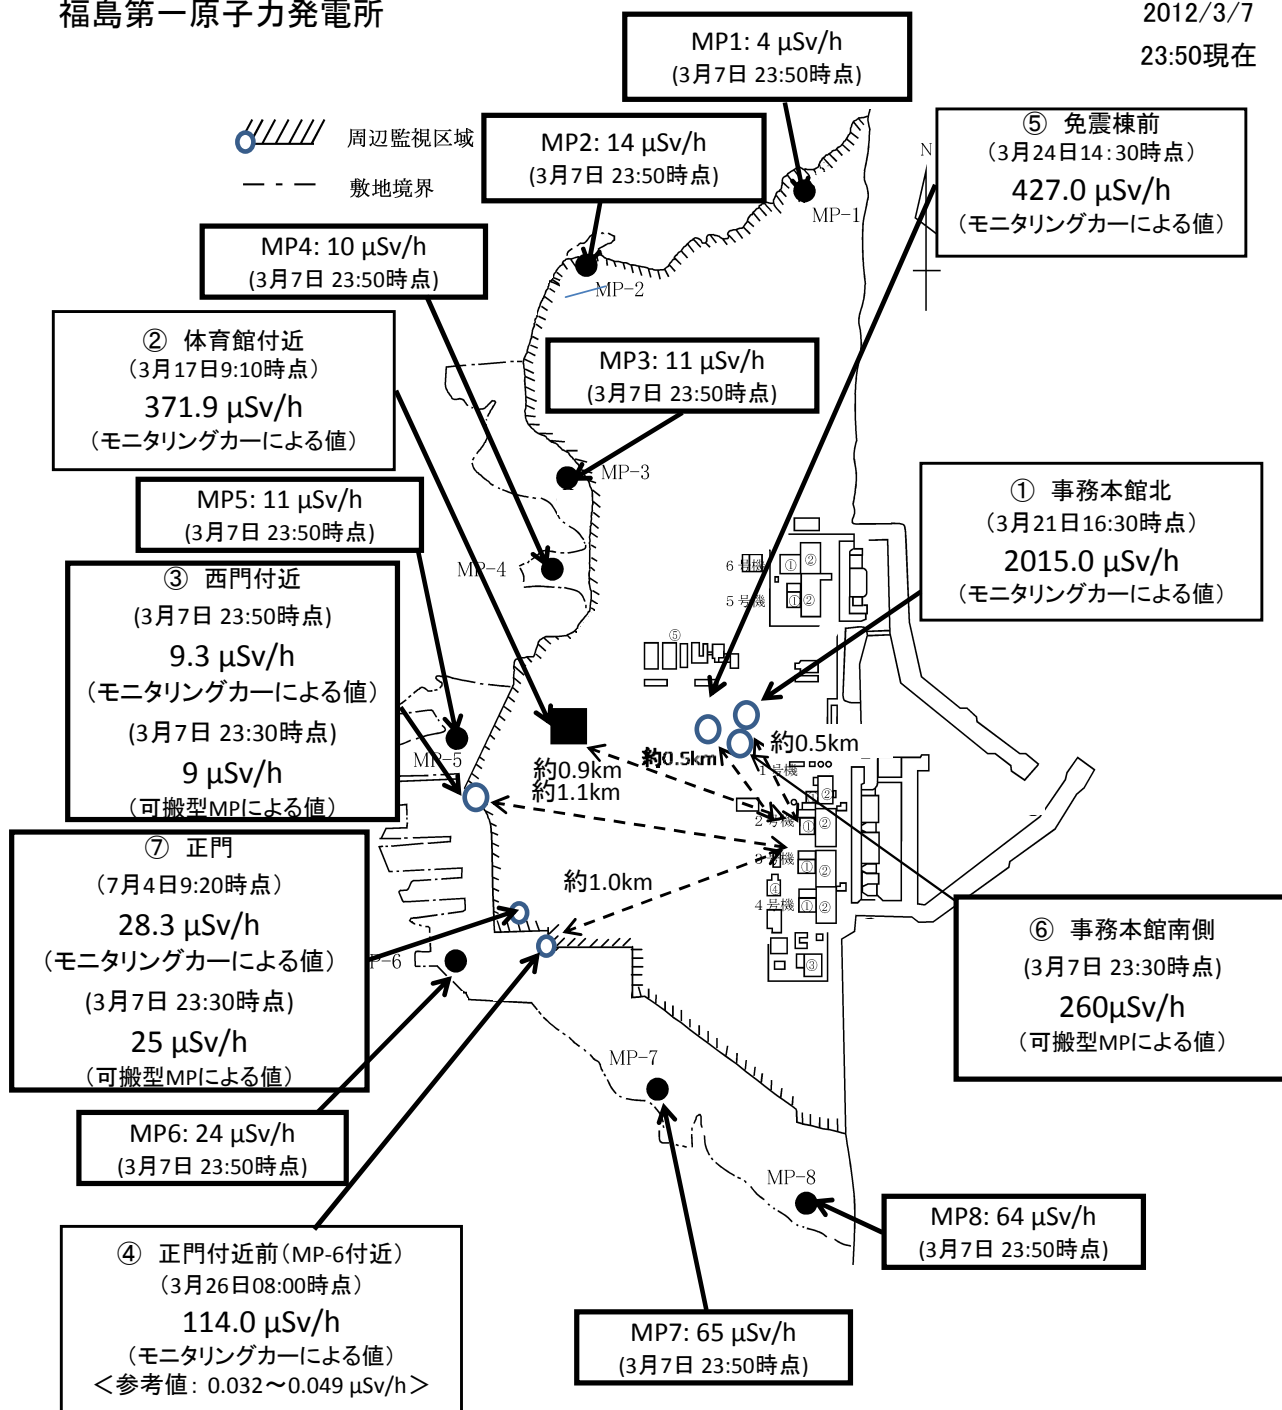 福島第一原子力発電所
2012/3/7
23:50現在
MP1: 4 μSv/h
(3月7日 23:50時点)
周辺監視区域
敷地境界
MP2: 14 μSv/h
(3月7日 23:50時点)
⑤ 免震棟前
(3月24日14:30時点)
427.0 μSv/h
(モニタリングカーによる値)
N
MP-1
MP4: 10 μSv/h
(3月7日 23:50時点)
MP-2
② 体育館付近
(3月17日9:10時点)
371.9 μSv/h
(モニタリングカーによる値)
MP3: 11 μSv/h
(3月7日 23:50時点)
MP-3
MP5: 11 μSv/h
(3月7日 23:50時点)
① 事務本館北
(3月21日16:30時点)
2015.0 μSv/h
(モニタリングカーによる値)
MP-4
6号機
① ②
5号機
① ②
③ 西門付近
(3月7日 23:50時点)
9.3 μSv/h
(モニタリングカーによる値)
(3月7日 23:30時点)
9 μSv/h
(可搬型MPによる値)
⑤
MP-5
約0.9km
約1.1km
約0.5km
約0.5km
1号機
②
2号機
① ②
3号機
① ②
④
4号機
① ②
③
約1.0km
⑦ 正門
(7月4日9:20時点)
28.3 μSv/h
(モニタリングカーによる値)
(3月7日 23:30時点)
25 μSv/h
(可搬型MPによる値)
P-6
⑥ 事務本館南側
(3月7日 23:30時点)
260μSv/h
(可搬型MPによる値)
MP-7
MP6: 24 μSv/h
(3月7日 23:50時点)
MP-8
MP8: 64 μSv/h
(3月7日 23:50時点)
④ 正門付近前(MP-6付近)
(3月26日08:00時点)
114.0 μSv/h
(モニタリングカーによる値)
<参考値: 0.032~0.049 μSv/h>
MP7: 65 μSv/h
(3月7日 23:50時点)